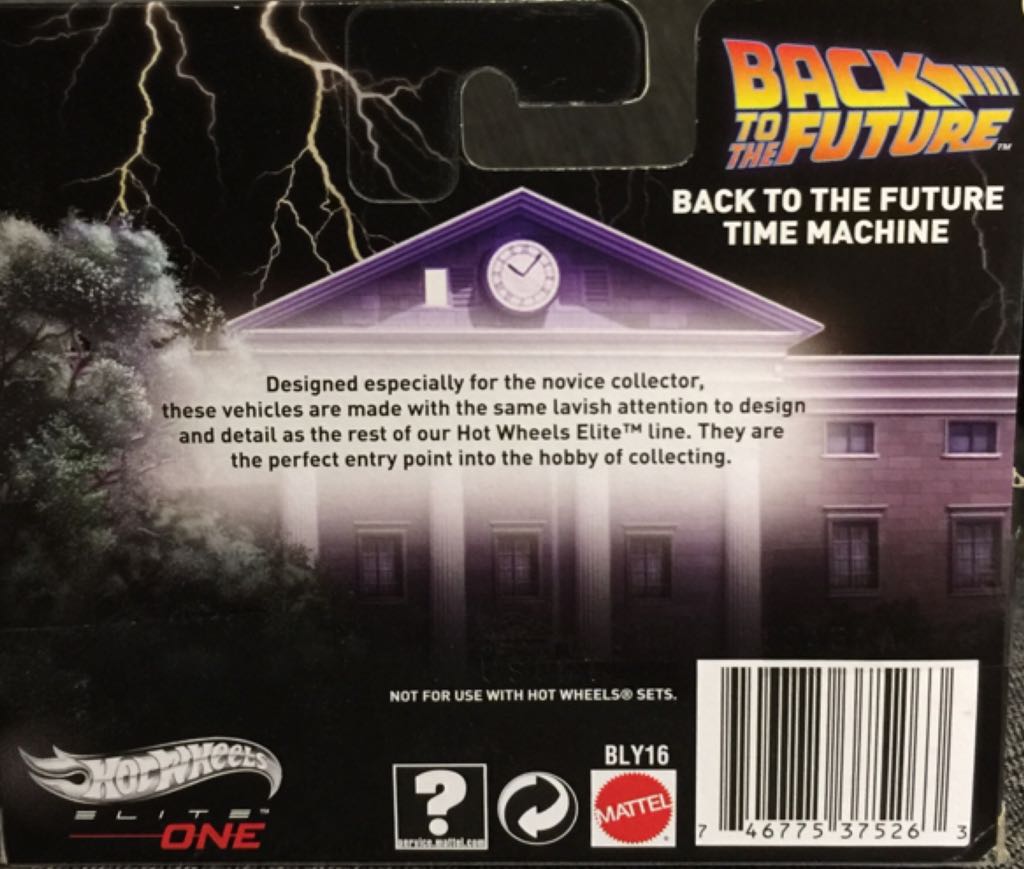 BACK
TO THE FUTURE™
BACK TO THE FUTURE
TIME MACHINE
Designed especially for the novice collector,
these vehicles are made with the same lavish attention to design
and detail as the rest of our Hot Wheels Elite™ line. They are
the perfect entry point into the hobby of collecting.
NOT FOR USE WITH HOT WHEELS® SETS.
HOT WHEELS
ELITE™
ONE
?
service.mattel.com
BLY16
MATTEL
7 46775 37526 3